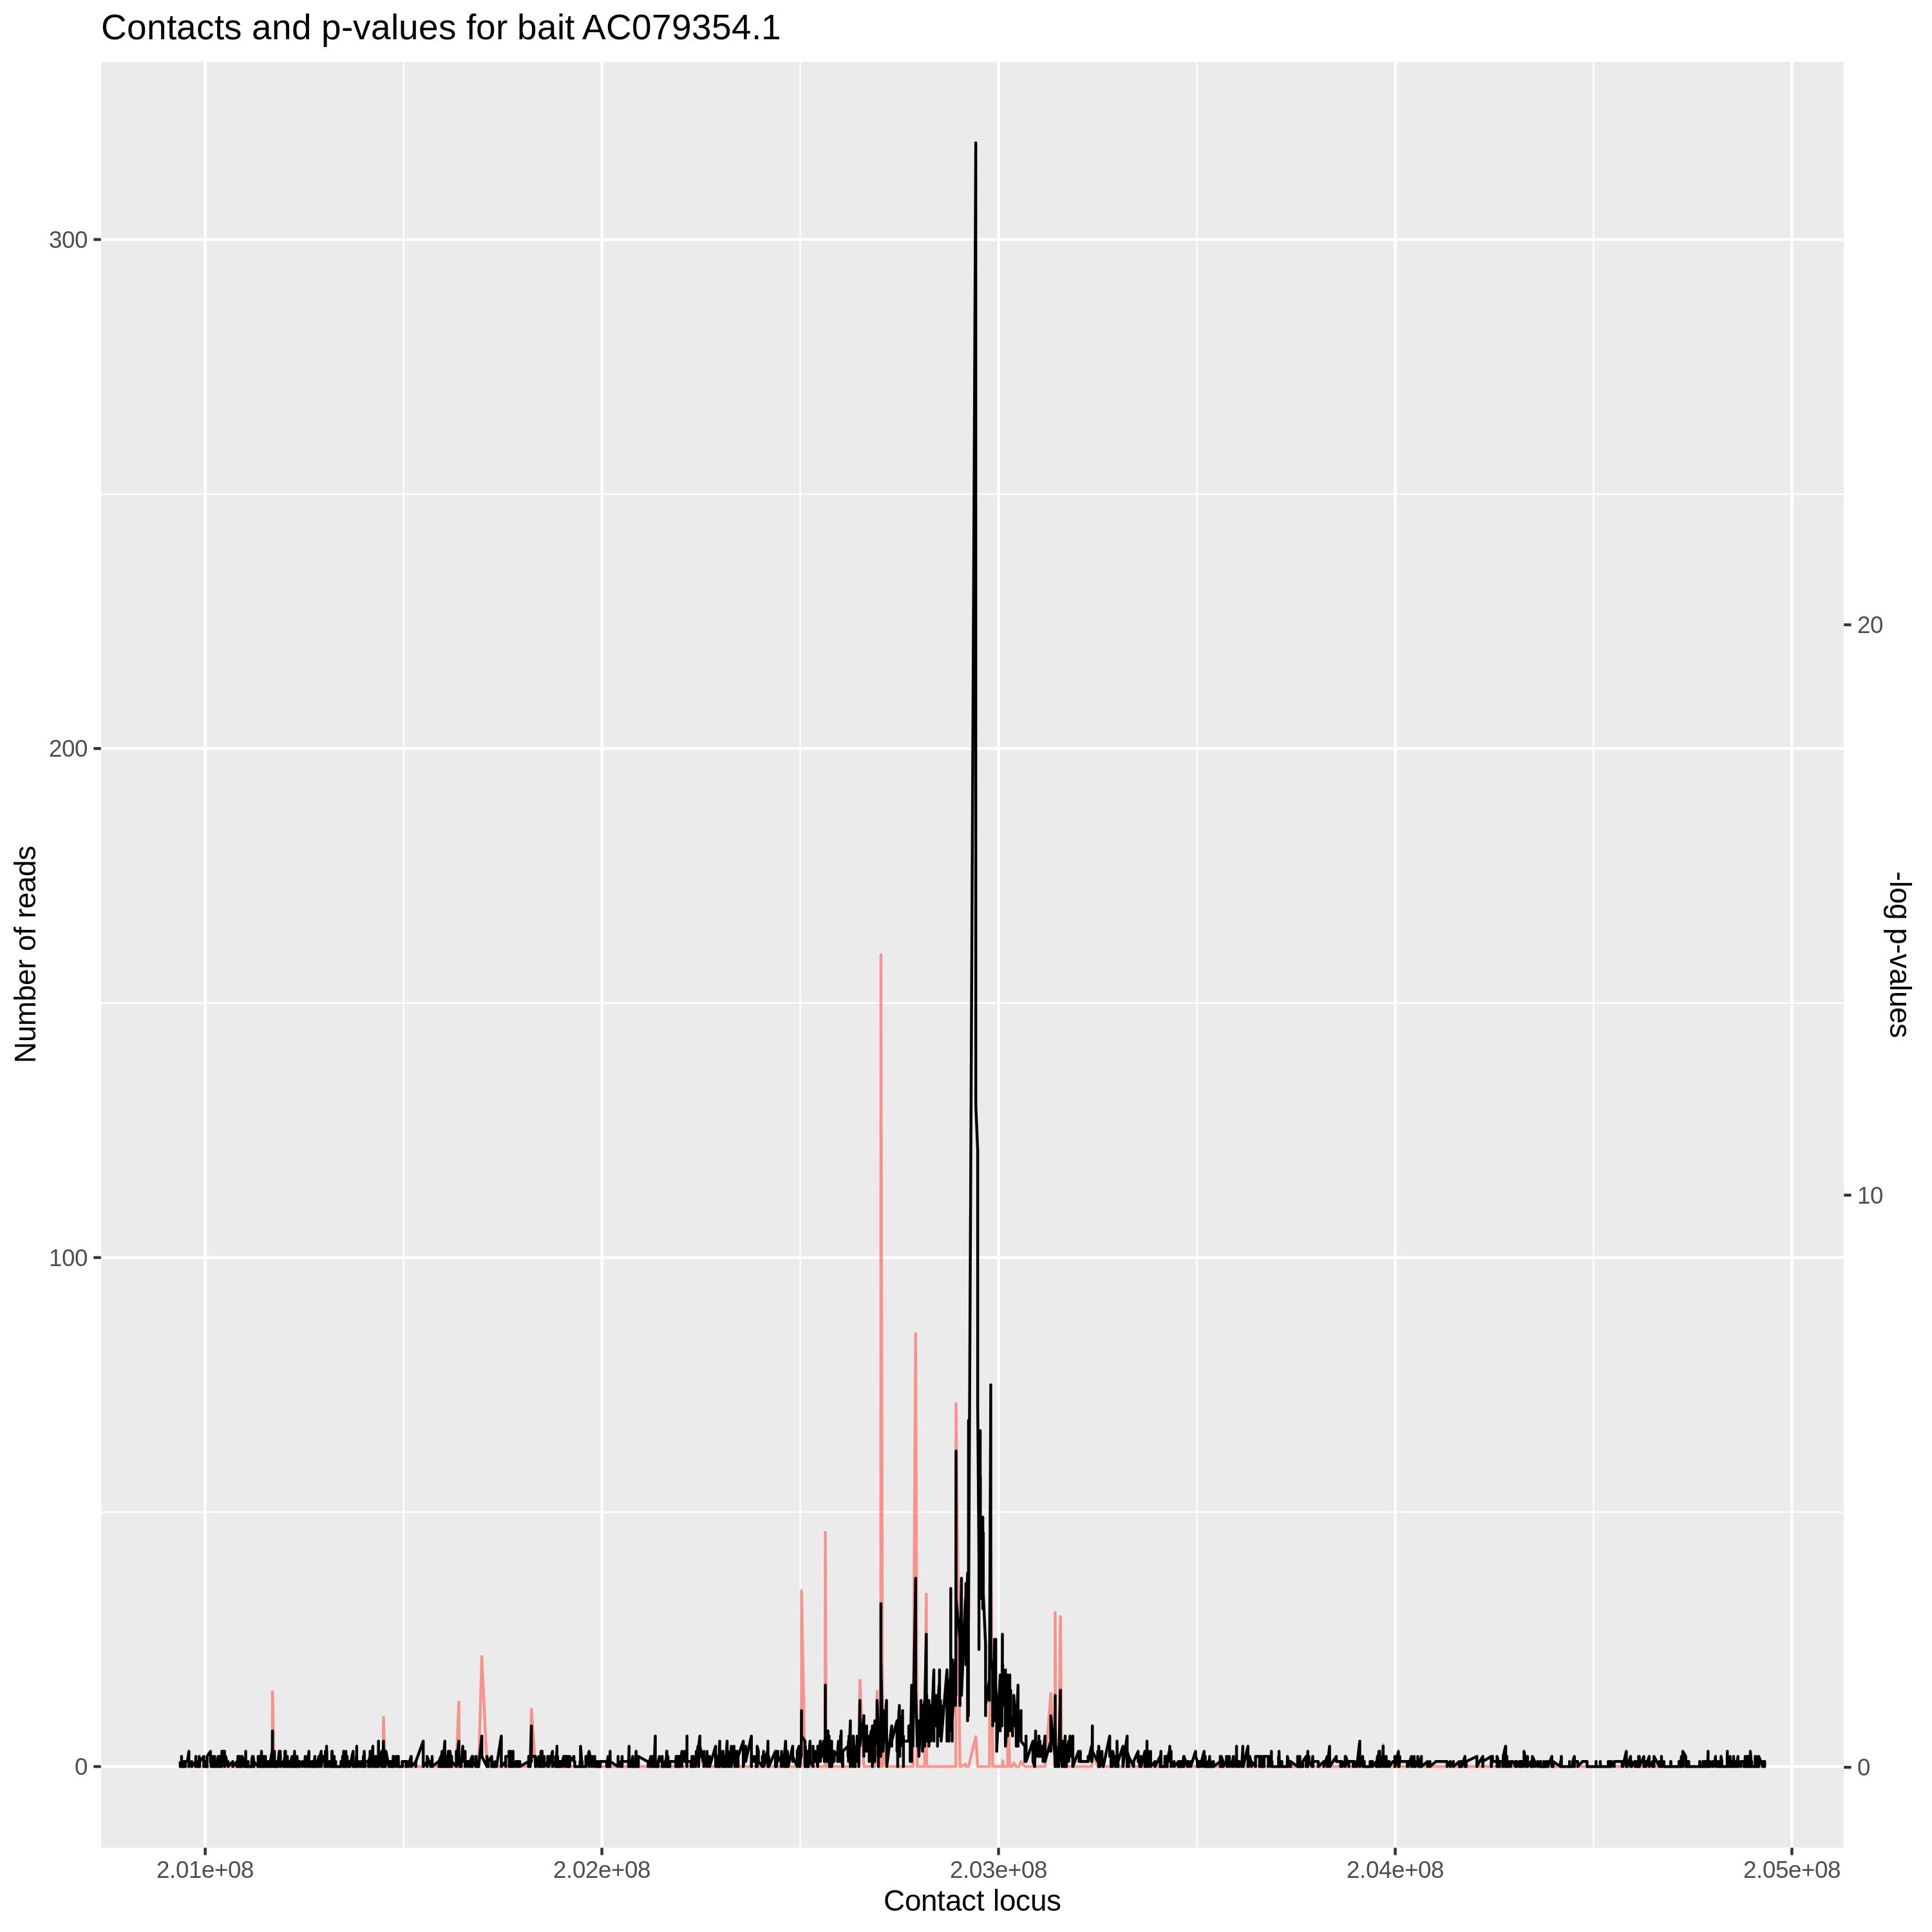 Contacts and p-values for bait AC079354.1
300
200
100
0
Number of reads
20
10
0
-log p-values
2.01e+08 2.02e+08 2.03e+08 2.04e+08 2.05e+08
Contact locus